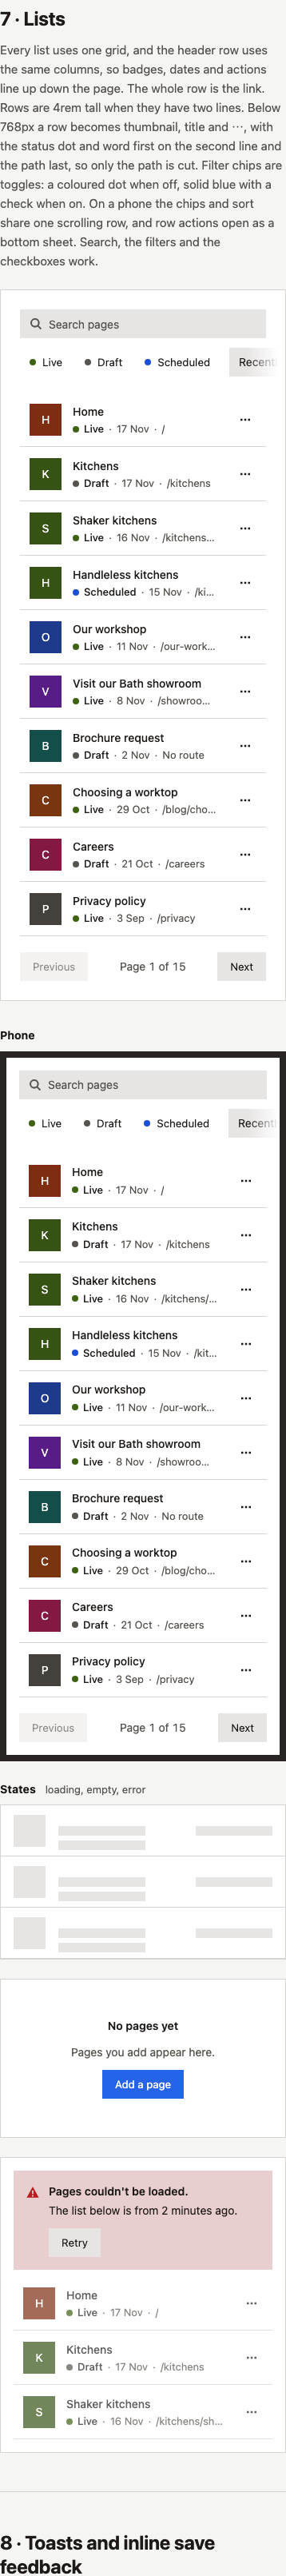 7 · Lists
Every list uses one grid, and the header row uses
the same columns, so badges, dates and actions
line up down the page. The whole row is the link.
Rows are 4rem tall when they have two lines. Below
768px a row becomes thumbnail, title and ···, with
the status dot and word first on the second line and
the path last, so only the path is cut. Filter chips are
toggles: a coloured dot when off, solid blue with a
check when on. On a phone the chips and sort
share one scrolling row, and row actions open as a
bottom sheet. Search, the filters and the
checkboxes work.
Search pages
Live Draft Scheduled Recent
H Home ···
Live · 17 Nov · /
K Kitchens ···
Draft · 17 Nov · /kitchens
S Shaker kitchens ···
Live · 16 Nov · /kitchens...
H Handleless kitchens ···
Scheduled · 15 Nov · /ki...
O Our workshop ···
Live · 11 Nov · /our-work...
V Visit our Bath showroom ···
Live · 8 Nov · /showroo...
B Brochure request ···
Draft · 2 Nov · No route
C Choosing a worktop ···
Live · 29 Oct · /blog/cho...
C Careers ···
Draft · 21 Oct · /careers
P Privacy policy ···
Live · 3 Sep · /privacy
Previous Page 1 of 15 Next
Phone
Search pages
Live Draft Scheduled Recent
H Home ···
Live · 17 Nov · /
K Kitchens ···
Draft · 17 Nov · /kitchens
S Shaker kitchens ···
Live · 16 Nov · /kitchens/...
H Handleless kitchens ···
Scheduled · 15 Nov · /kit...
O Our workshop ···
Live · 11 Nov · /our-work...
V Visit our Bath showroom ···
Live · 8 Nov · /showroo...
B Brochure request ···
Draft · 2 Nov · No route
C Choosing a worktop ···
Live · 29 Oct · /blog/cho...
C Careers ···
Draft · 21 Oct · /careers
P Privacy policy ···
Live · 3 Sep · /privacy
Previous Page 1 of 15 Next
States loading, empty, error
No pages yet
Pages you add appear here.
Add a page
Pages couldn't be loaded.
The list below is from 2 minutes ago.
Retry
H Home ···
Live · 17 Nov · /
K Kitchens ···
Draft · 17 Nov · /kitchens
S Shaker kitchens ···
Live · 16 Nov · /kitchens/sh...
8 · Toasts and inline save
feedback